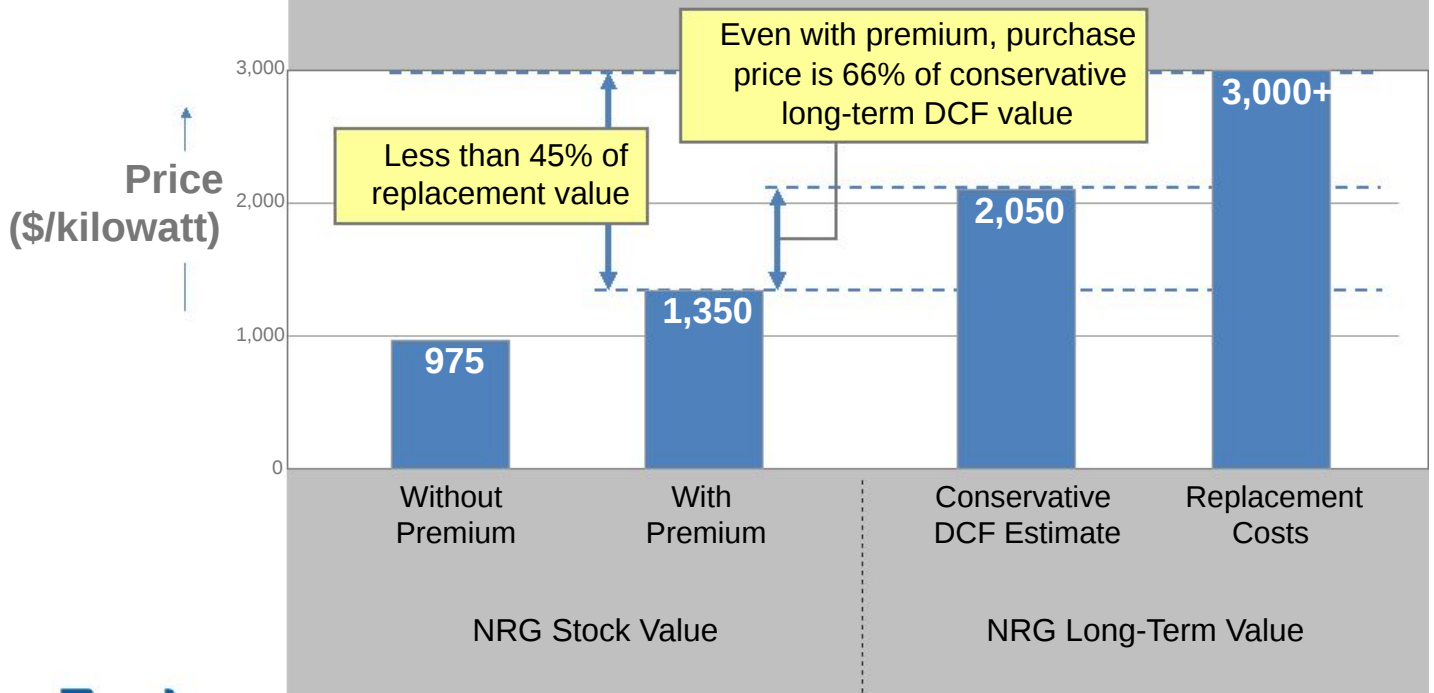 Even with premium, purchase
price is 66% of conservative
long-term DCF value
Less than 45% of
replacement value
Price
($/kilowatt)
3,000
2,000
1,000
0
975
1,350
2,050
3,000+
Without
Premium
With
Premium
Conservative
DCF Estimate
Replacement
Costs
NRG Stock Value
NRG Long-Term Value